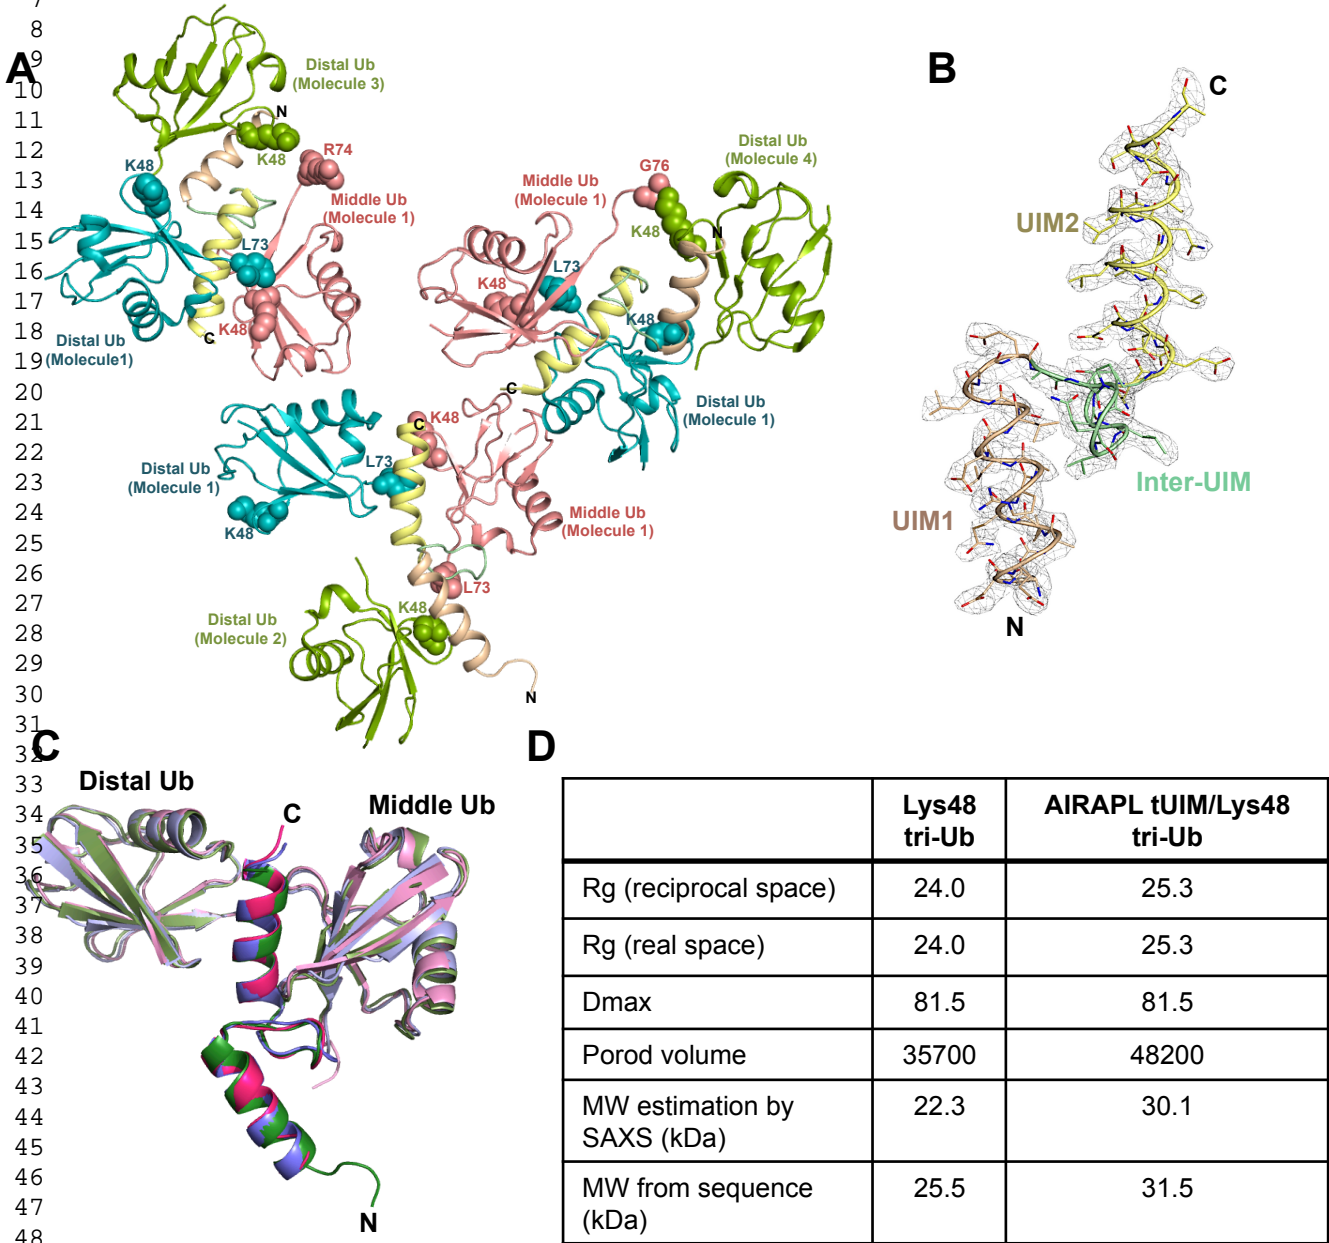 7
8
9
10
11
12
13
14
15
16
17
18
19
20
21
22
23
24
25
26
27
28
29
30
31
32
33
34
35
36
37
38
39
40
41
42
43
44
45
46
47
48
A
Distal Ub
(Molecule 3)
N
K48
R74
K48
Middle Ub
(Molecule 1)
L73
K48
C
Distal Ub
(Molecule1)
Distal Ub
(Molecule 4)
G76
Middle Ub
(Molecule 1)
K48
N
L73
K48
K48
C
Distal Ub
(Molecule 1)
K48
C
L73
Distal Ub
(Molecule 1)
K48
Middle Ub
(Molecule 1)
L73
K48
Distal Ub
(Molecule 2)
N
B
C
UIM2
Inter-UIM
UIM1
N
C
Distal Ub
C
Middle Ub
N
D
Lys48 tri-Ub
AIRAPL tUIM/Lys48 tri-Ub
Rg (reciprocal space) 24.0 25.3
Rg (real space) 24.0 25.3
Dmax 81.5 81.5
Porod volume 35700 48200
MW estimation by SAXS (kDa) 22.3 30.1
MW from sequence (kDa) 25.5 31.5